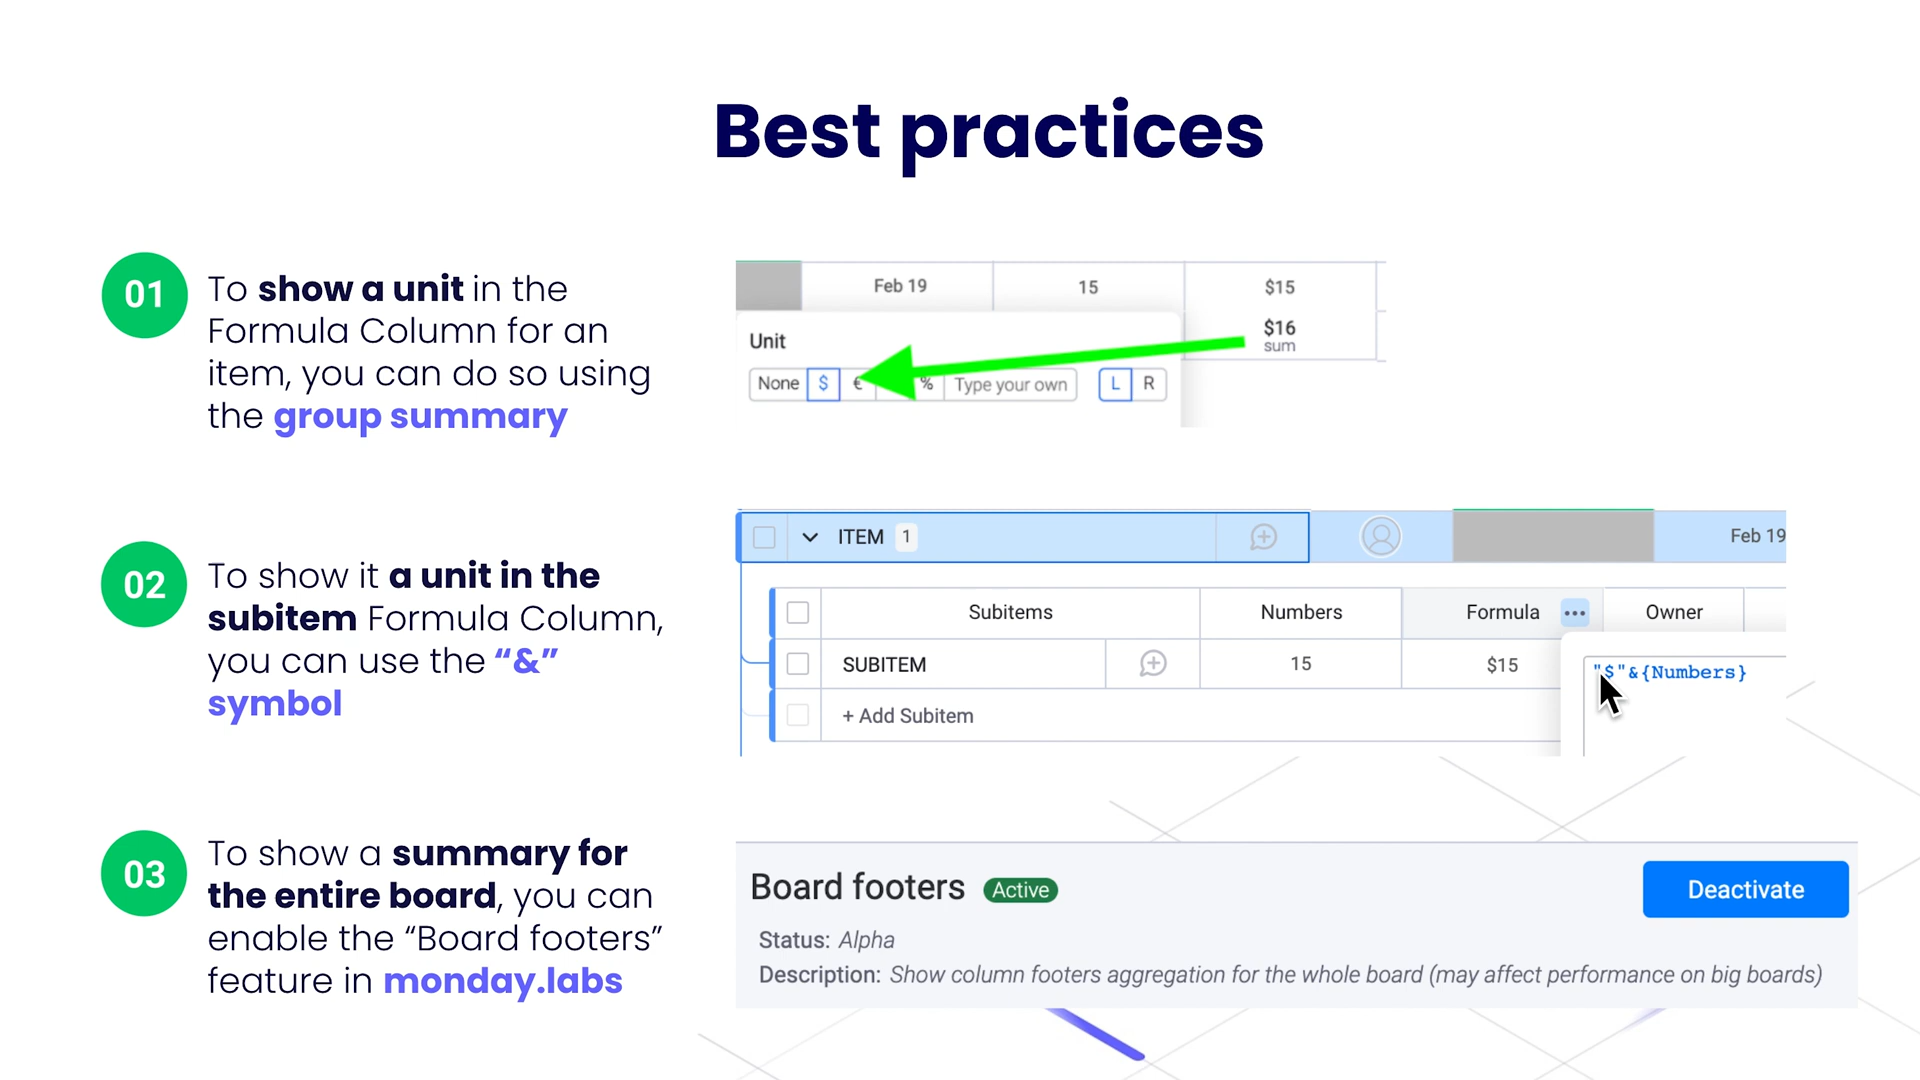 Best practices
01
To show a unit in the
Formula Column for an
item, you can do so using
the group summary
Feb 19 15 $15
$16
sum
Unit
None $ € % Type your own L R
02
To show it a unit in the
subitem Formula Column,
you can use the “&”
symbol
ITEM 1 Feb 19
Subitems Numbers Formula ••• Owner
SUBITEM 15 $15
"$"&{Numbers}
+ Add Subitem
03
To show a summary for
the entire board, you can
enable the “Board footers”
feature in monday.labs
Board footers Active Deactivate
Status: Alpha
Description: Show column footers aggregation for the whole board (may affect performance on big boards)